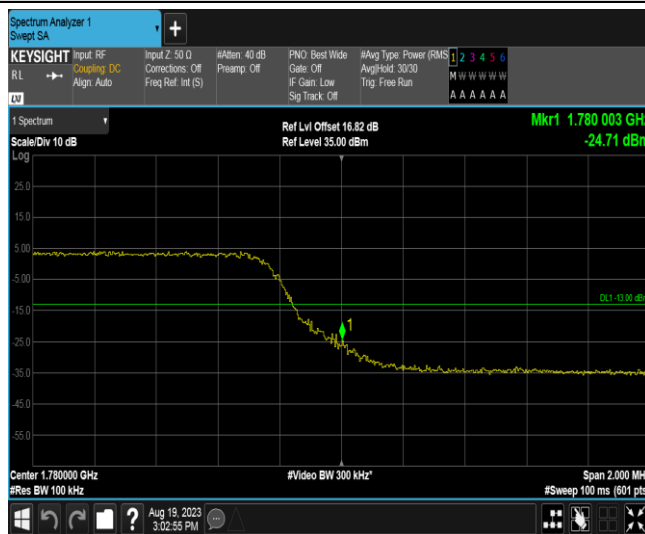 Spectrum Analyzer 1
Swept SA
+
KEYSIGHT
RL
LXI
Input: RF
Coupling: DC
Align: Auto
Input Z: 50 Ω
Corrections: Off
Freq Ref: Int (S)
#Atten: 40 dB
Preamp: Off
PNO: Best Wide
Gate: Off
IF Gain: Low
Sig Track: Off
#Avg Type: Power (RMS
Avg|Hold: 30/30
Trig: Free Run
1 2 3 4 5 6
M W W W W W
A A A A A A
1 Spectrum
Scale/Div 10 dB
Log
Ref Lvl Offset 16.82 dB
Ref Level 35.00 dBm
Mkr1 1.780 003 GHz
-24.71 dBm
25.0
15.0
5.00
-5.00
-15.0
-25.0
-35.0
-45.0
-55.0
DL1 -13.00 dBm
1
Center 1.780000 GHz
#Res BW 100 kHz
#Video BW 300 kHz*
Span 2.000 MH
#Sweep 100 ms (601 pts
?
Aug 19, 2023
3:02:55 PM